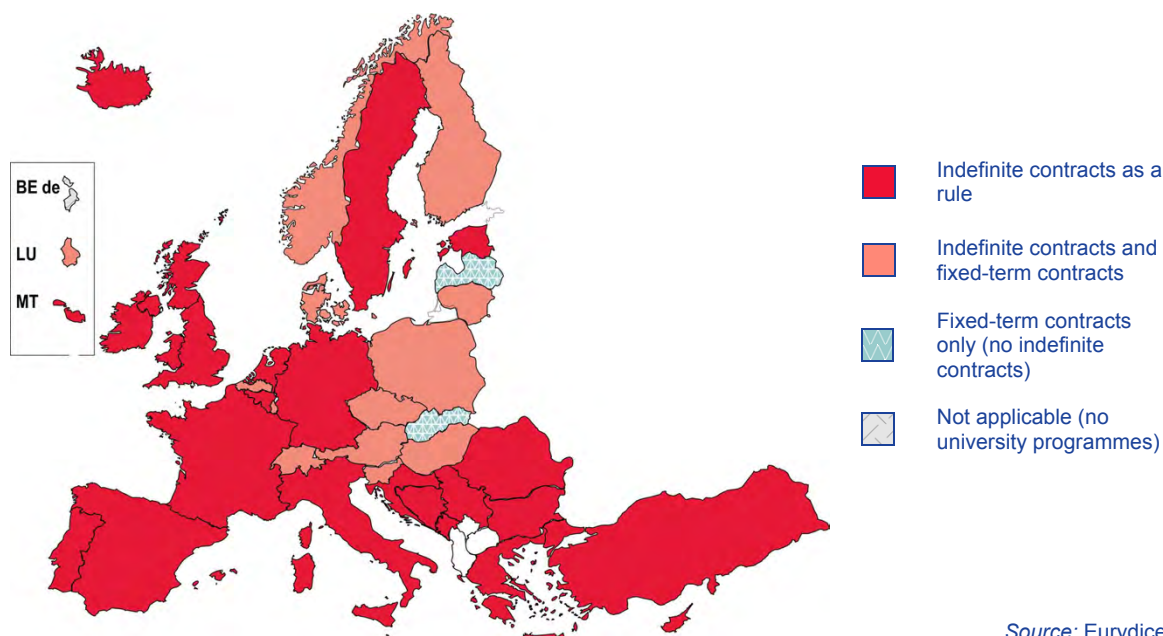 BE de
LU
MT
Indefinite contracts as a
rule
Indefinite contracts and
fixed-term contracts
Fixed-term contracts
only (no indefinite
contracts)
Not applicable (no
university programmes)
Source: Eurydice